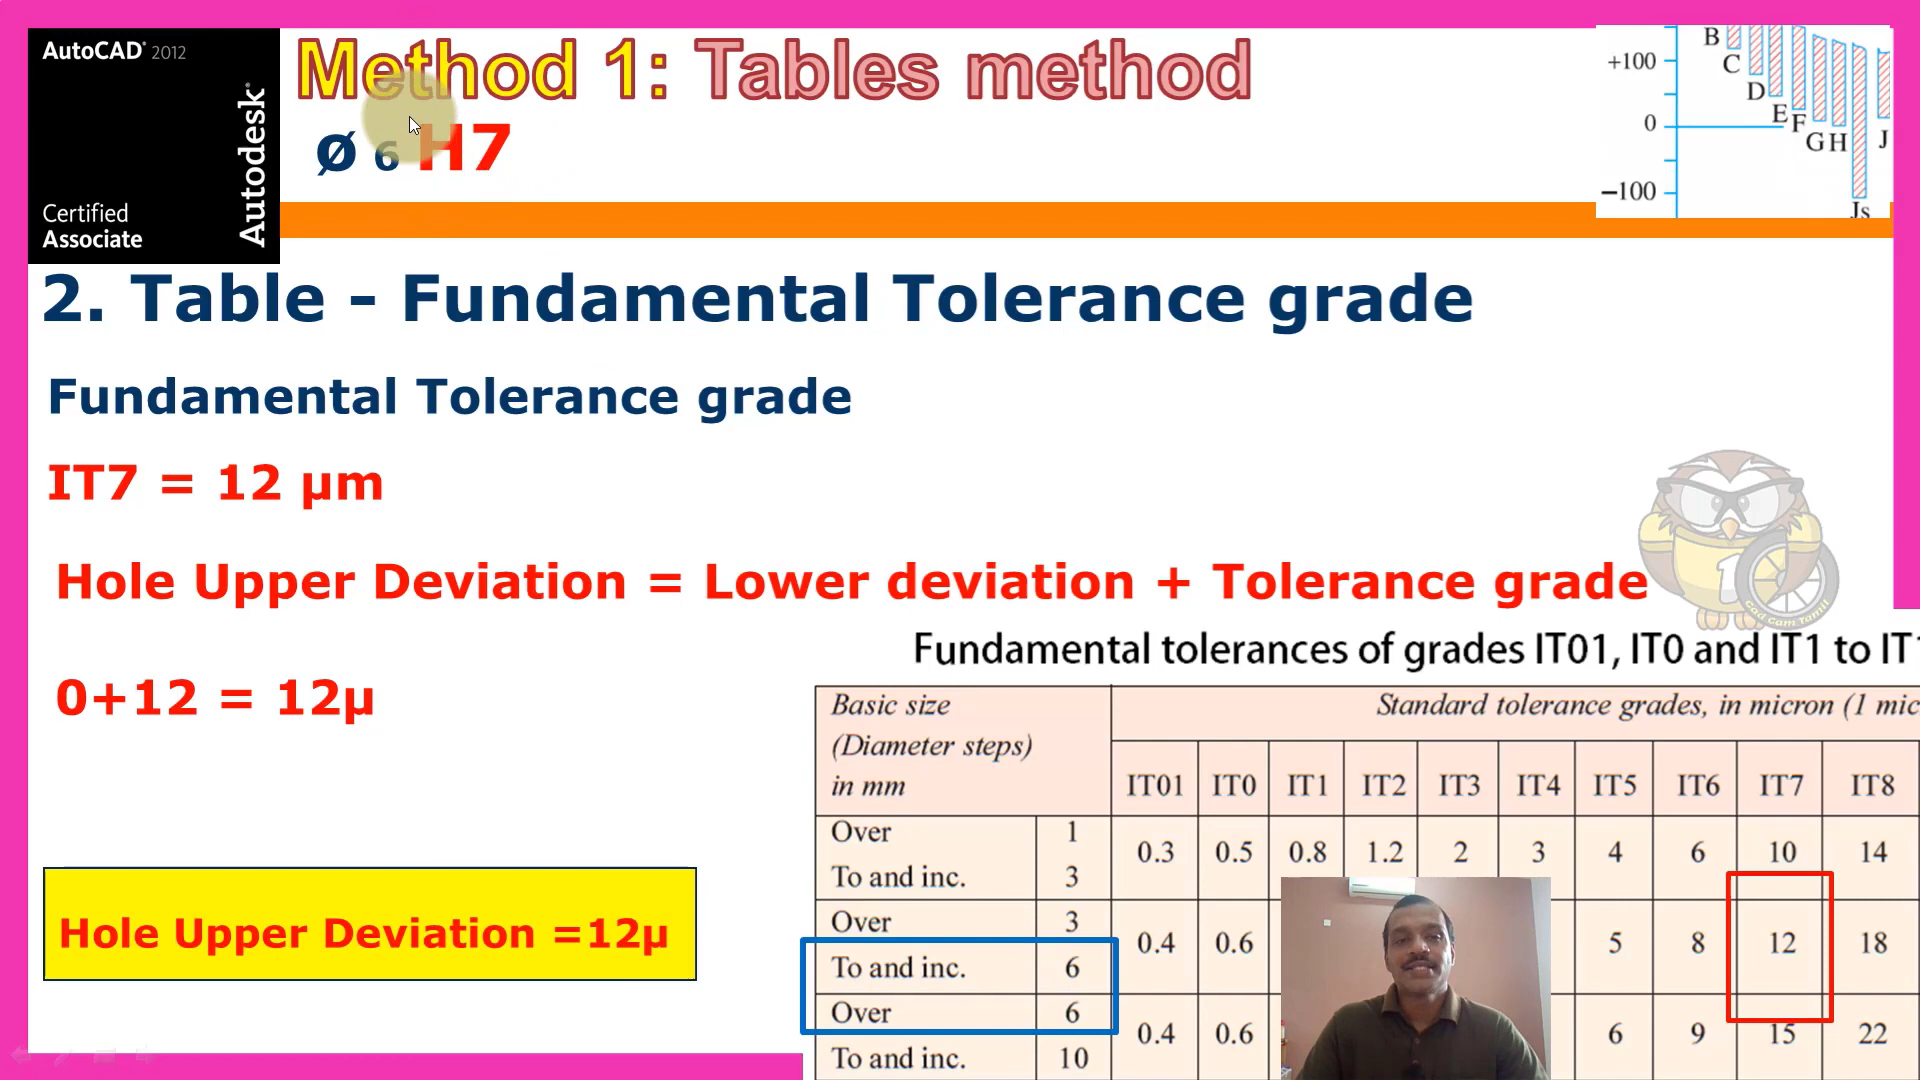 AutoCAD® 2012
Autodesk®
Certified
Associate
Method 1: Tables method
ø 6 H7
+100
0
−100
B
C
D
E
F
G H
Js
J
2. Table - Fundamental Tolerance grade
Fundamental Tolerance grade
IT7 = 12 µm
Hole Upper Deviation = Lower deviation + Tolerance grade
0+12 = 12µ
Hole Upper Deviation =12µ
Cad Cam Tamil
Fundamental tolerances of grades IT01, IT0 and IT1 to IT1
Basic size
(Diameter steps)
in mm
Standard tolerance grades, in micron (1 mic
IT01 IT0 IT1 IT2 IT3 IT4 IT5 IT6 IT7 IT8
Over 1
To and inc. 3
0.3 0.5 0.8 1.2 2 3 4 6 10 14
Over 3
To and inc. 6
0.4 0.6 5 8 12 18
Over 6
To and inc. 10
0.4 0.6 6 9 15 22